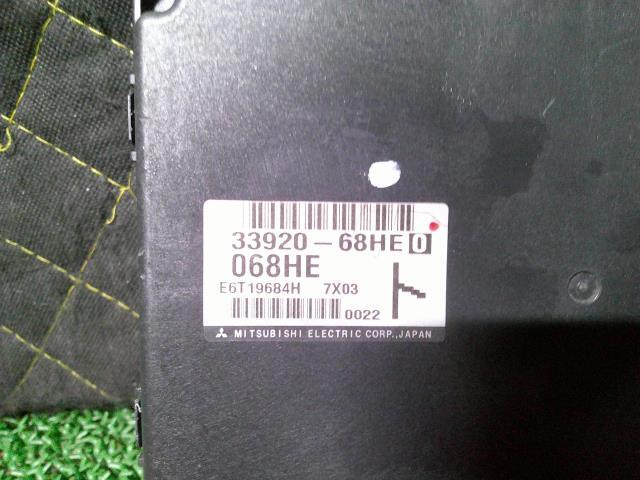 33920-68HE0
068HE
E6T19684H 7X03
0022
MITSUBISHI ELECTRIC CORP.,JAPAN